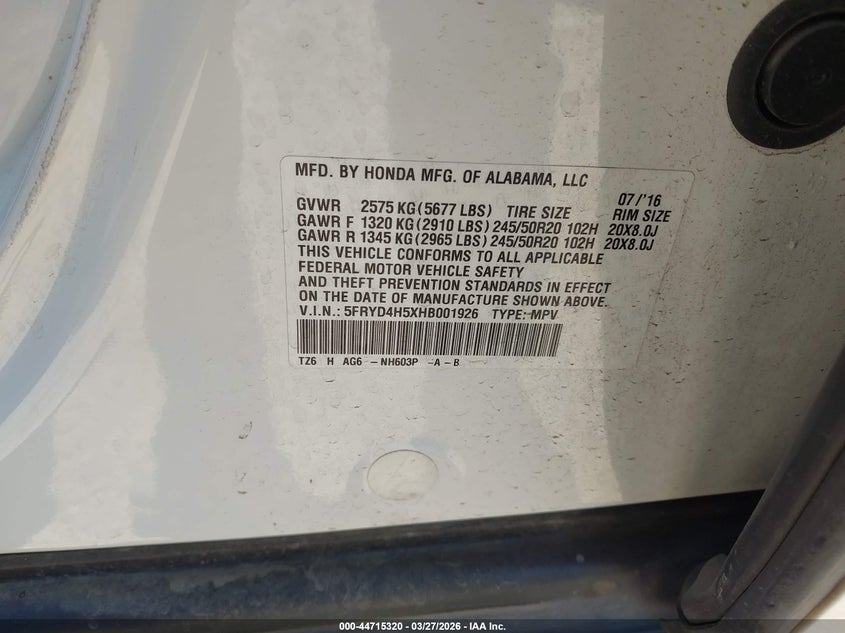 MFD. BY HONDA MFG. OF ALABAMA, LLC
07/'16
GVWR 2575 KG(5677 LBS) TIRE SIZE RIM SIZE
GAWR F 1320 KG(2910 LBS) 245/50R20 102H 20X8.0J
GAWR R 1345 KG(2965 LBS) 245/50R20 102H 20X8.0J
THIS VEHICLE CONFORMS TO ALL APPLICABLE
FEDERAL MOTOR VEHICLE SAFETY
AND THEFT PREVENTION STANDARDS IN EFFECT
ON THE DATE OF MANUFACTURE SHOWN ABOVE.
V.I.N.: 5FRYD4H5XHB001926 TYPE: MPV
TZ6 H AG6 -NH603P -A-B
000-44715320 | 03/27/2026 - IAA Inc.